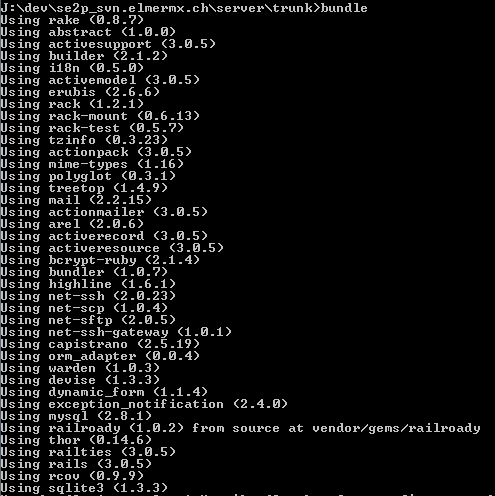 J:\dev\se2p_svn.elmermx.ch\server\trunk>bundle
Using rake (0.8.7)
Using abstract (1.0.0)
Using activesupport (3.0.5)
Using builder (2.1.2)
Using i18n (0.5.0)
Using activemodel (3.0.5)
Using erubis (2.6.6)
Using rack (1.2.1)
Using rack-mount (0.6.13)
Using rack-test (0.5.7)
Using tzinfo (0.3.23)
Using actionpack (3.0.5)
Using mime-types (1.16)
Using polyglot (0.3.1)
Using treetop (1.4.9)
Using mail (2.2.15)
Using actionmailer (3.0.5)
Using arel (2.0.6)
Using activerecord (3.0.5)
Using activeresource (3.0.5)
Using bcrypt-ruby (2.1.4)
Using bundler (1.0.7)
Using highline (1.6.1)
Using net-ssh (2.0.23)
Using net-scp (1.0.4)
Using net-sftp (2.0.5)
Using net-ssh-gateway (1.0.1)
Using capistrano (2.5.19)
Using orm_adapter (0.0.4)
Using warden (1.0.3)
Using devise (1.3.3)
Using dynamic_form (1.1.4)
Using exception_notification (2.4.0)
Using mysql (2.8.1)
Using railroady (1.0.2) from source at vendor/gems/railroady
Using thor (0.14.6)
Using railties (3.0.5)
Using rails (3.0.5)
Using rcov (0.9.9)
Using sqlite3 (1.3.3)